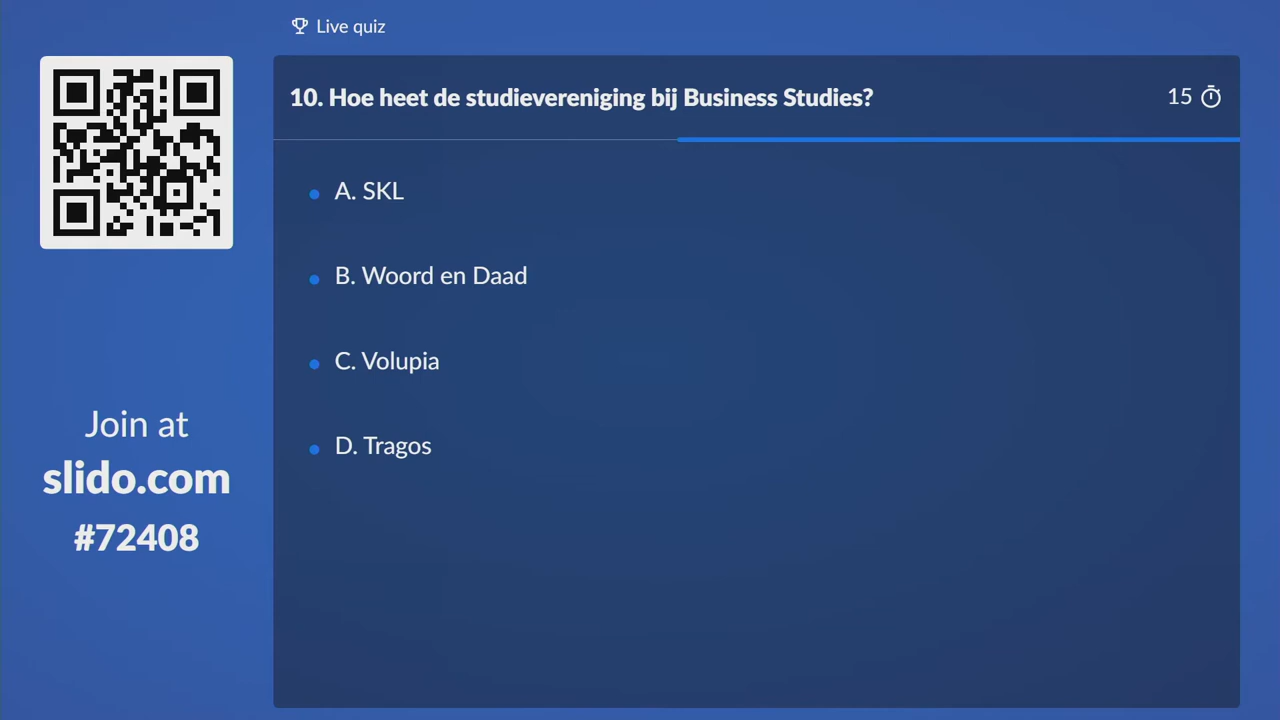 Live quiz
10. Hoe heet de studievereniging bij Business Studies?
15
A. SKL
B. Woord en Daad
C. Volupia
D. Tragos
Join at
slido.com
#72408